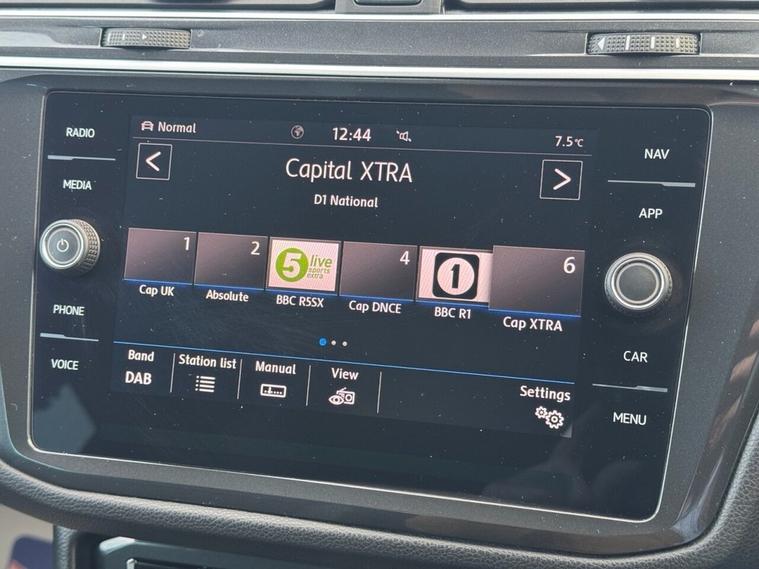 RADIO
MEDIA
PHONE
VOICE
Normal
12:44
7.5°C
<
Capital XTRA
>
D1 National
1
2
5 live sports extra
4
1
6
Cap UK
Absolute
BBC R5SX
Cap DNCE
BBC R1
Cap XTRA
Band
DAB
Station list
Manual
View
Settings
NAV
APP
CAR
MENU